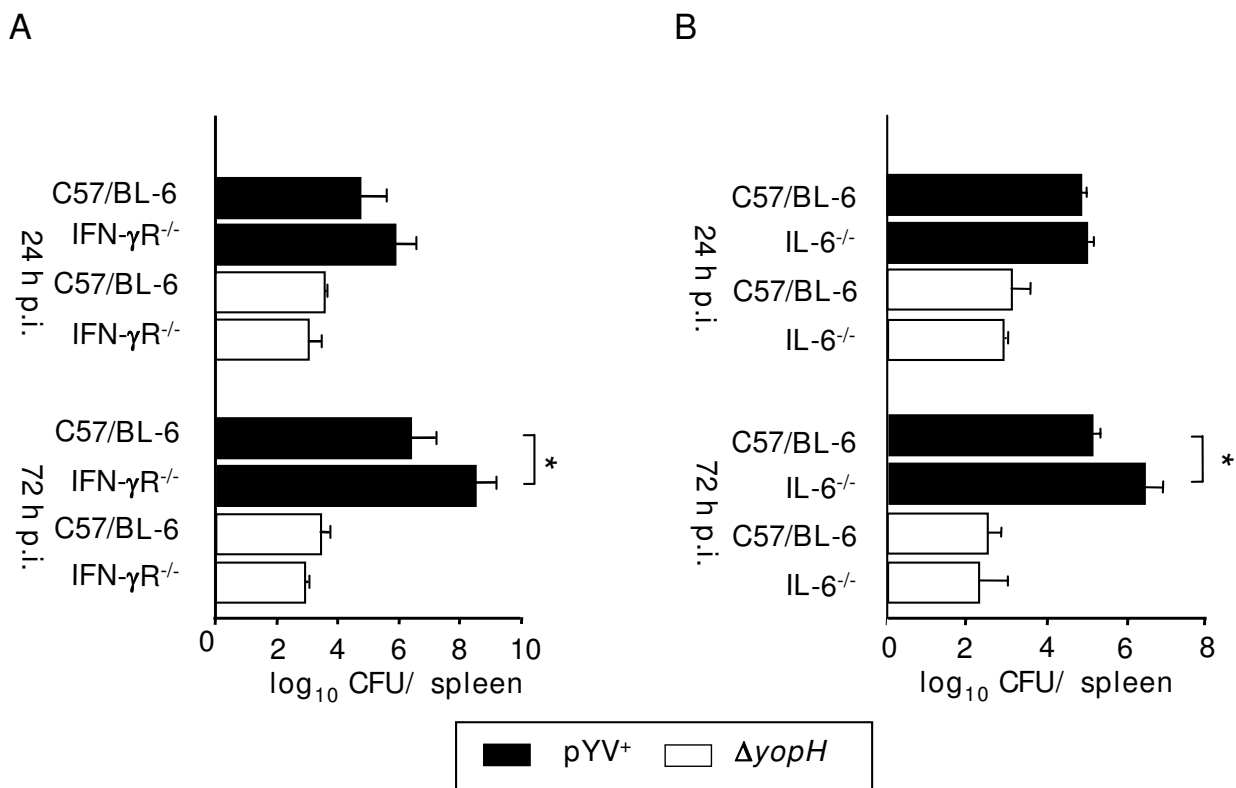 A
C57/BL-6
IFN-γR-/-
C57/BL-6
IFN-γR-/-
24 h p.i.
C57/BL-6
IFN-γR-/-
C57/BL-6
IFN-γR-/-
72 h p.i.
*
0 2 4 6 8 10
log10 CFU/ spleen
B
C57/BL-6
IL-6-/-
C57/BL-6
IL-6-/-
24 h p.i.
C57/BL-6
IL-6-/-
C57/BL-6
IL-6-/-
72 h p.i.
*
0 2 4 6 8
log10 CFU/ spleen
pYV+ ΔyopH